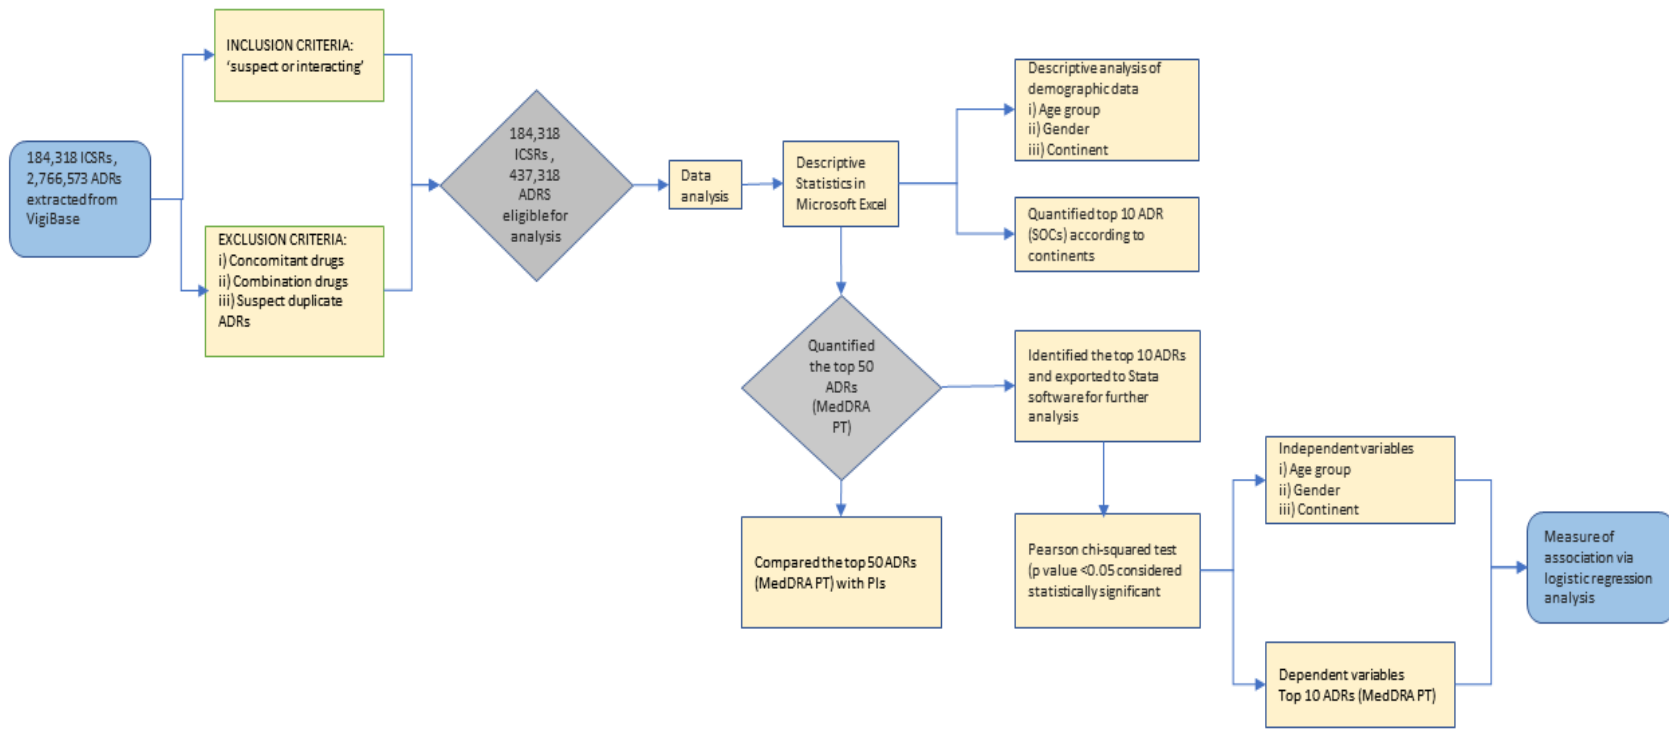 184,318 ICSRs,
2,766,573 ADRs
extracted from
VigiBase
INCLUSION CRITERIA:
‘suspect or interacting’
EXCLUSION CRITERIA:
i) Concomitant drugs
ii) Combination drugs
iii) Suspect duplicate
ADRs
184,318
ICSRs,
437,318
ADRS
eligible for
analysis
Data
analysis
Descriptive
Statistics in
Microsoft Excel
Descriptive analysis of
demographic data
i) Age group
ii) Gender
iii) Continent
Quantified top 10 ADR
(SOCs) according to
continents
Quantified
the top 50
ADRs
(MedDRA
PT)
Identified the top 10 ADRs
and exported to Stata
software for further
analysis
Compared the top 50 ADRs
(MedDRA PT) with PIs
Pearson chi-squared test
(p value <0.05 considered
statistically significant
Independent variables
i) Age group
ii) Gender
iii) Continent
Dependent variables
Top 10 ADRs (MedDRA PT)
Measure of
association via
logistic regression
analysis